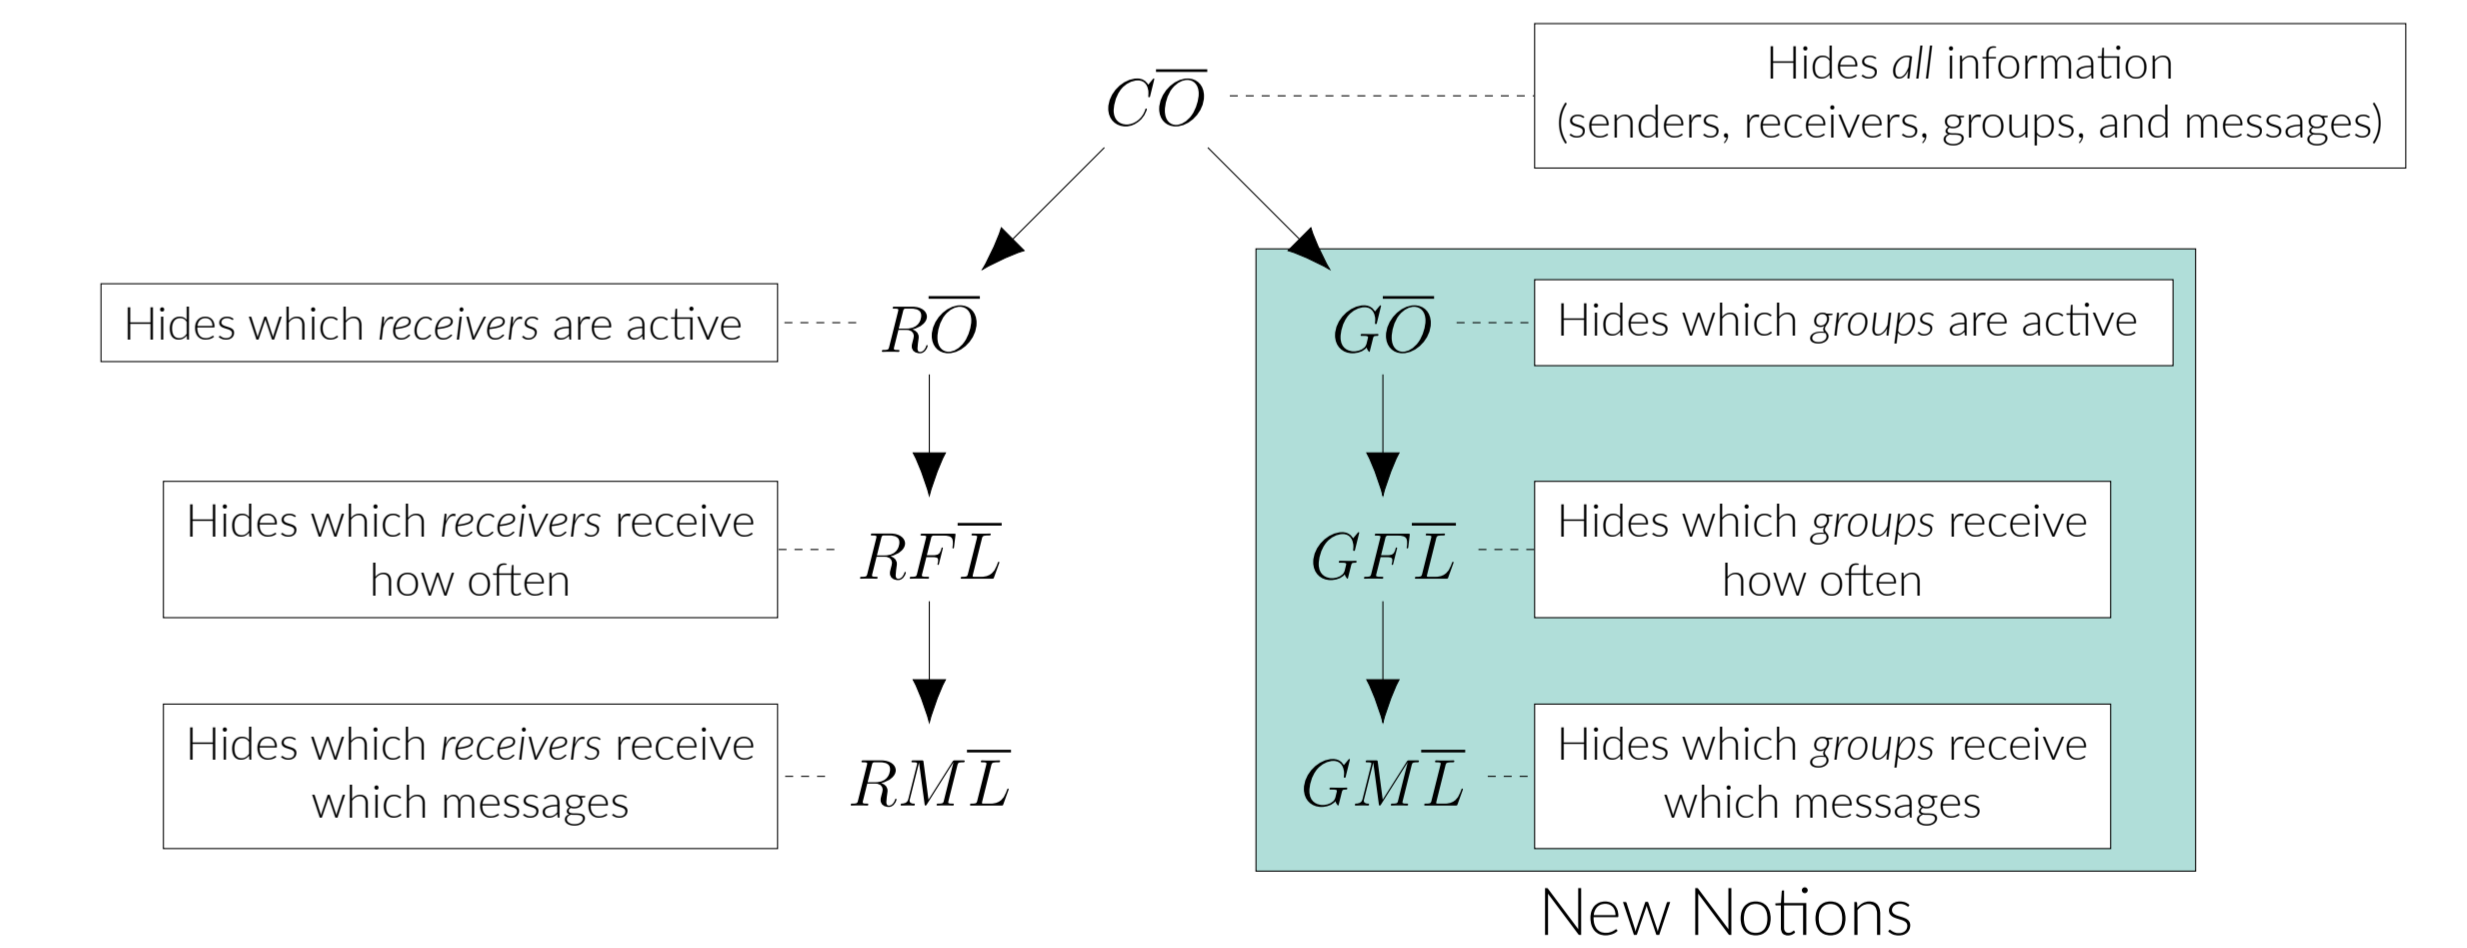 Hides all information
(senders, receivers, groups, and messages)
CO̅
Hides which receivers are active
RO̅
GO̅
Hides which groups are active
Hides which receivers receive
how often
RFL̅
GFL̅
Hides which groups receive
how often
Hides which receivers receive
which messages
RML̅
GML̅
Hides which groups receive
which messages
New Notions